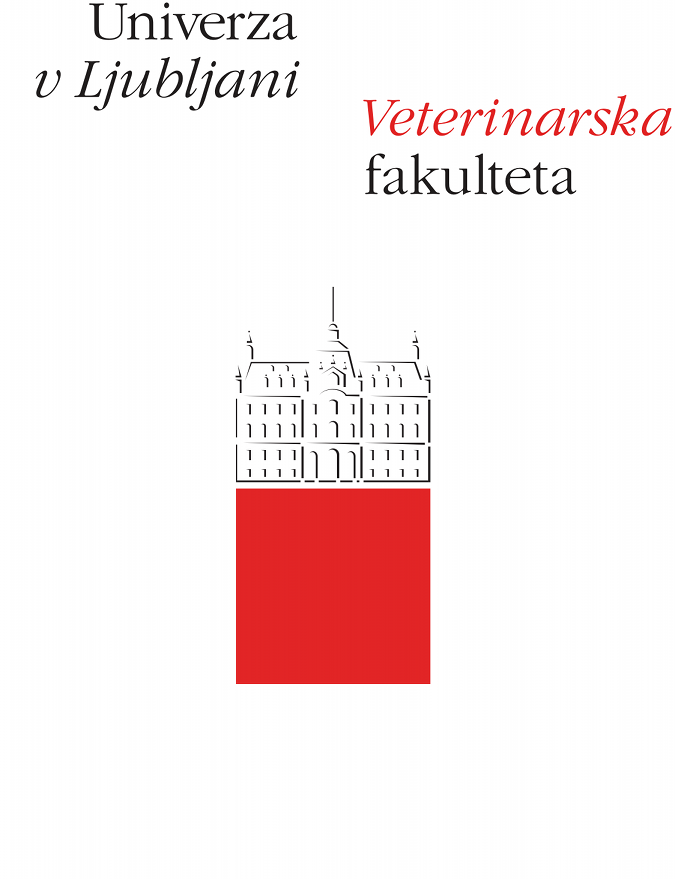 Univerza
v Ljubljani
Veterinarska
fakulteta